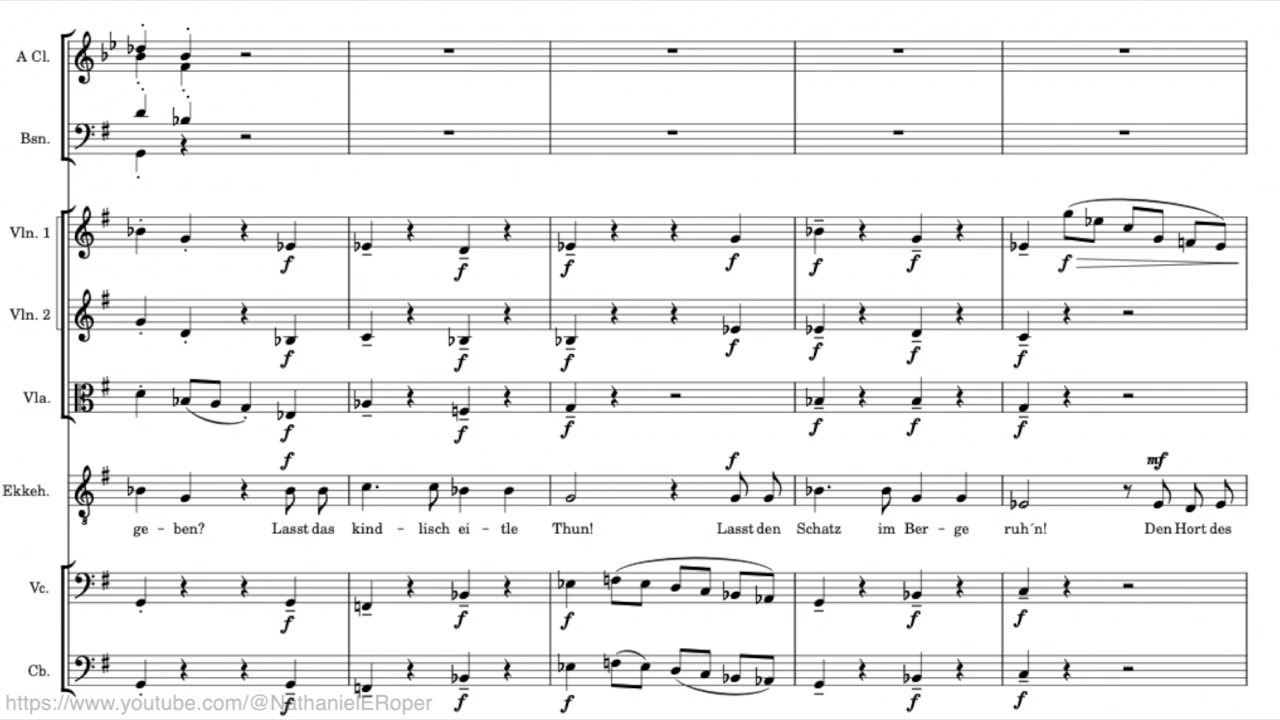 A Cl.
Bsn.
Vln. 1
f f f f f f f
Vln. 2
f f f f f f f
Vla.
f f f f f f
f f mf
Ekkeh.
ge - ben? Lasst das kind - lisch ei - tle Thun! Lasst den Schatz im Ber - ge ruh´n! Den Hort des
Vc.
f f f f f
Cb.
f f f f f
https://www.youtube.com/@NathanielERoper